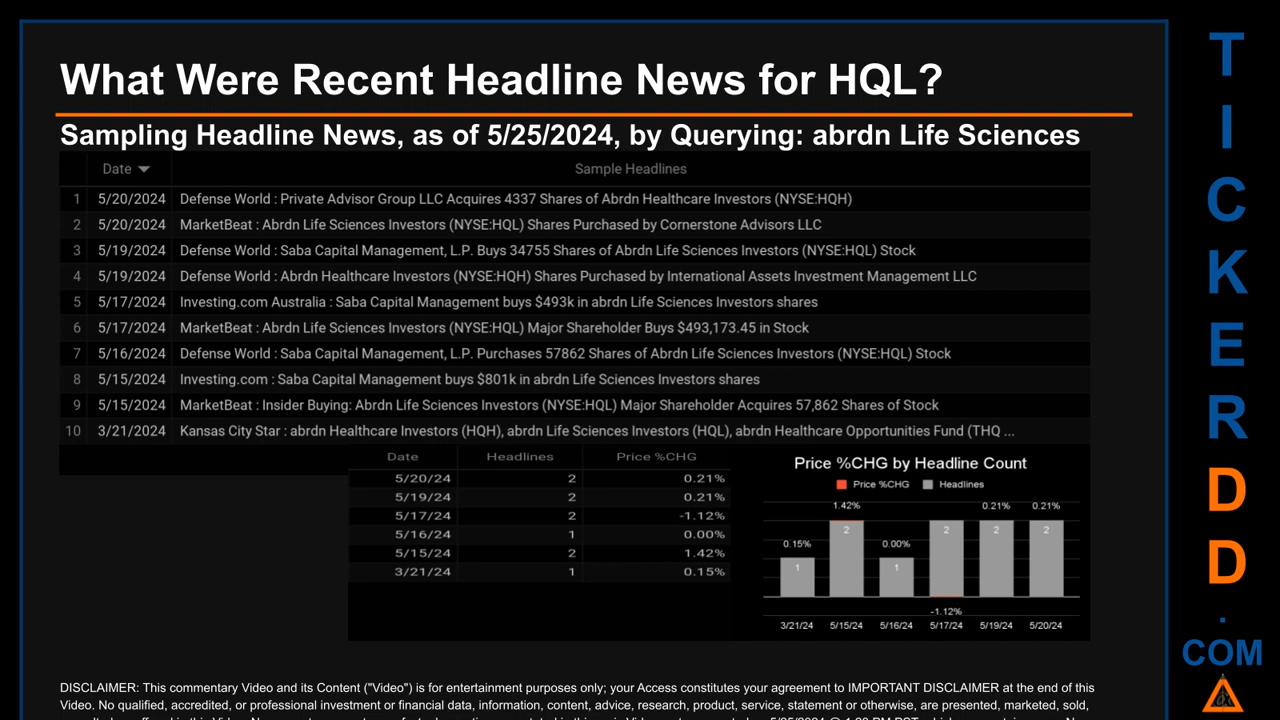 What Were Recent Headline News for HQL?
Sampling Headline News, as of 5/25/2024, by Querying: abrdn Life Sciences
Date Sample Headlines
1 5/20/2024 Defense World : Private Advisor Group LLC Acquires 4337 Shares of Abrdn Healthcare Investors (NYSE:HQH)
2 5/20/2024 MarketBeat : Abrdn Life Sciences Investors (NYSE:HQL) Shares Purchased by Cornerstone Advisors LLC
3 5/19/2024 Defense World : Saba Capital Management, L.P. Buys 34755 Shares of Abrdn Life Sciences Investors (NYSE:HQL) Stock
4 5/19/2024 Defense World : Abrdn Healthcare Investors (NYSE:HQH) Shares Purchased by International Assets Investment Management LLC
5 5/17/2024 Investing.com Australia : Saba Capital Management buys $493k in abrdn Life Sciences Investors shares
6 5/17/2024 MarketBeat : Abrdn Life Sciences Investors (NYSE:HQL) Major Shareholder Buys $493,173.45 in Stock
7 5/16/2024 Defense World : Saba Capital Management, L.P. Purchases 57862 Shares of Abrdn Life Sciences Investors (NYSE:HQL) Stock
8 5/15/2024 Investing.com : Saba Capital Management buys $801k in abrdn Life Sciences Investors shares
9 5/15/2024 MarketBeat : Insider Buying: Abrdn Life Sciences Investors (NYSE:HQL) Major Shareholder Acquires 57,862 Shares of Stock
10 3/21/2024 Kansas City Star : abrdn Healthcare Investors (HQH), abrdn Life Sciences Investors (HQL), abrdn Healthcare Opportunities Fund (THQ ...
Date Headlines Price %CHG
5/20/24 2 0.21%
5/19/24 2 0.21%
5/17/24 2 -1.12%
5/16/24 1 0.00%
5/15/24 2 1.42%
3/21/24 1 0.15%
Price %CHG by Headline Count
Price %CHG Headlines
0.15% 1.42% 0.00% -1.12% 0.21% 0.21%
1 2 1 2 2 2
3/21/24 5/15/24 5/16/24 5/17/24 5/19/24 5/20/24
DISCLAIMER: This commentary Video and its Content ("Video") is for entertainment purposes only; your Access constitutes your agreement to IMPORTANT DISCLAIMER at the end of this
Video. No qualified, accredited, or professional investment or financial data, information, content, advice, research, product, service, statement or otherwise, are presented, marketed, sold,
T
I
C
K
E
R
D
D
.
COM